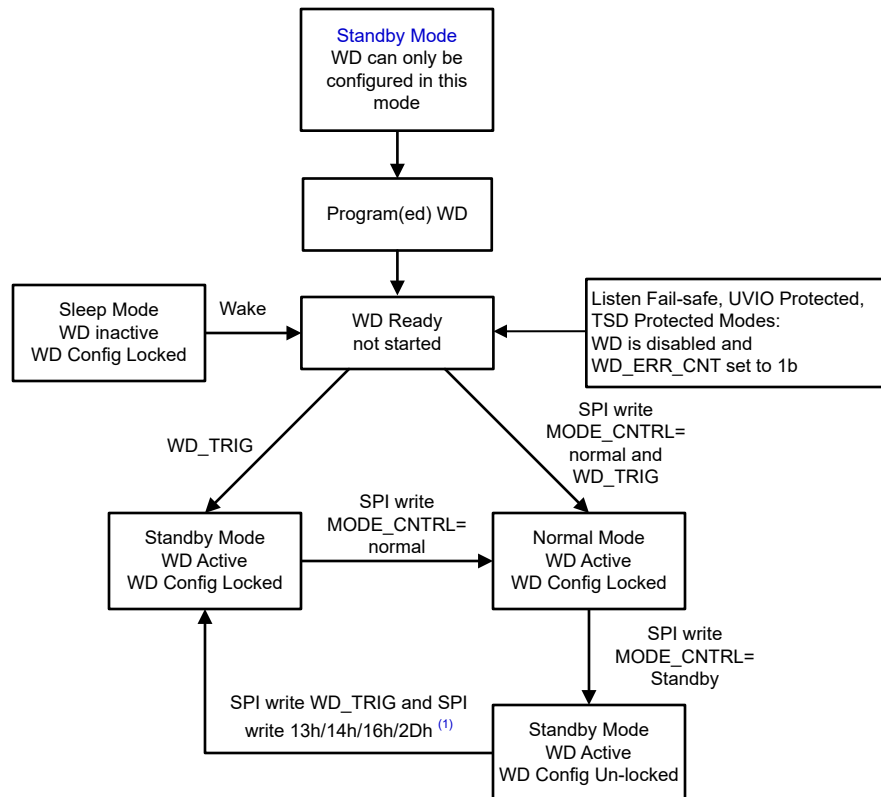 Standby Mode
WD can only be
configured in this
mode
Program(ed) WD
Sleep Mode
WD inactive
WD Config Locked
Wake
WD Ready
not started
Listen Fail-safe, UVIO Protected,
TSD Protected Modes:
WD is disabled and
WD_ERR_CNT set to 1b
WD_TRIG
SPI write
MODE_CNTRL=
normal and
WD_TRIG
Standby Mode
WD Active
WD Config Locked
SPI write
MODE_CNTRL=
normal
Normal Mode
WD Active
WD Config Locked
SPI write
MODE_CNTRL=
Standby
SPI write WD_TRIG and SPI
write 13h/14h/16h/2Dh (1)
Standby Mode
WD Active
WD Config Un-locked